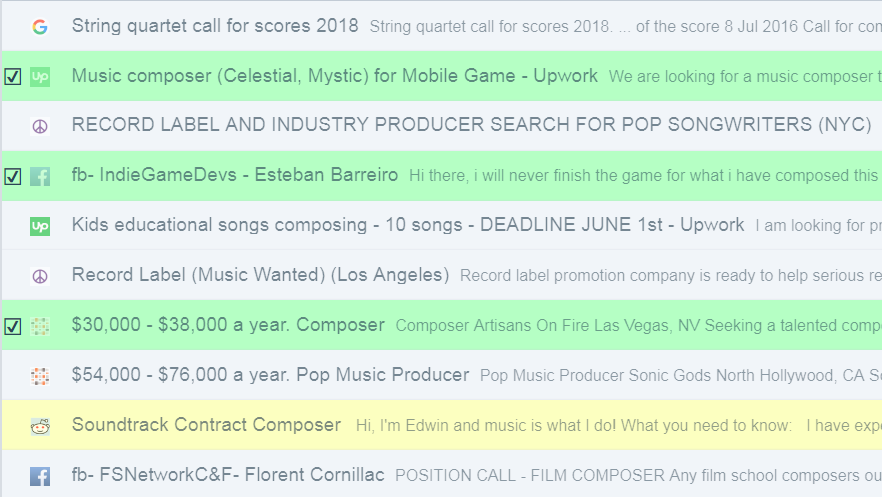 String quartet call for scores 2018 String quartet call for scores 2018. ... of the score 8 Jul 2016 Call for con
Up Music composer (Celestial, Mystic) for Mobile Game - Upwork We are looking for a music composer t
RECORD LABEL AND INDUSTRY PRODUCER SEARCH FOR POP SONGWRITERS (NYC)
fb- IndieGameDevs - Esteban Barreiro Hi there, i will never finish the game for what i have composed this
Up Kids educational songs composing - 10 songs - DEADLINE JUNE 1st - Upwork I am looking for pr
Record Label (Music Wanted) (Los Angeles) Record label promotion company is ready to help serious re
$30,000 - $38,000 a year. Composer Composer Artisans On Fire Las Vegas, NV Seeking a talented comp
$54,000 - $76,000 a year. Pop Music Producer Pop Music Producer Sonic Gods North Hollywood, CA S
Soundtrack Contract Composer Hi, I'm Edwin and music is what I do! What you need to know: I have expe
fb- FSNetworkC&F- Florent Cornillac POSITION CALL - FILM COMPOSER Any film school composers ou